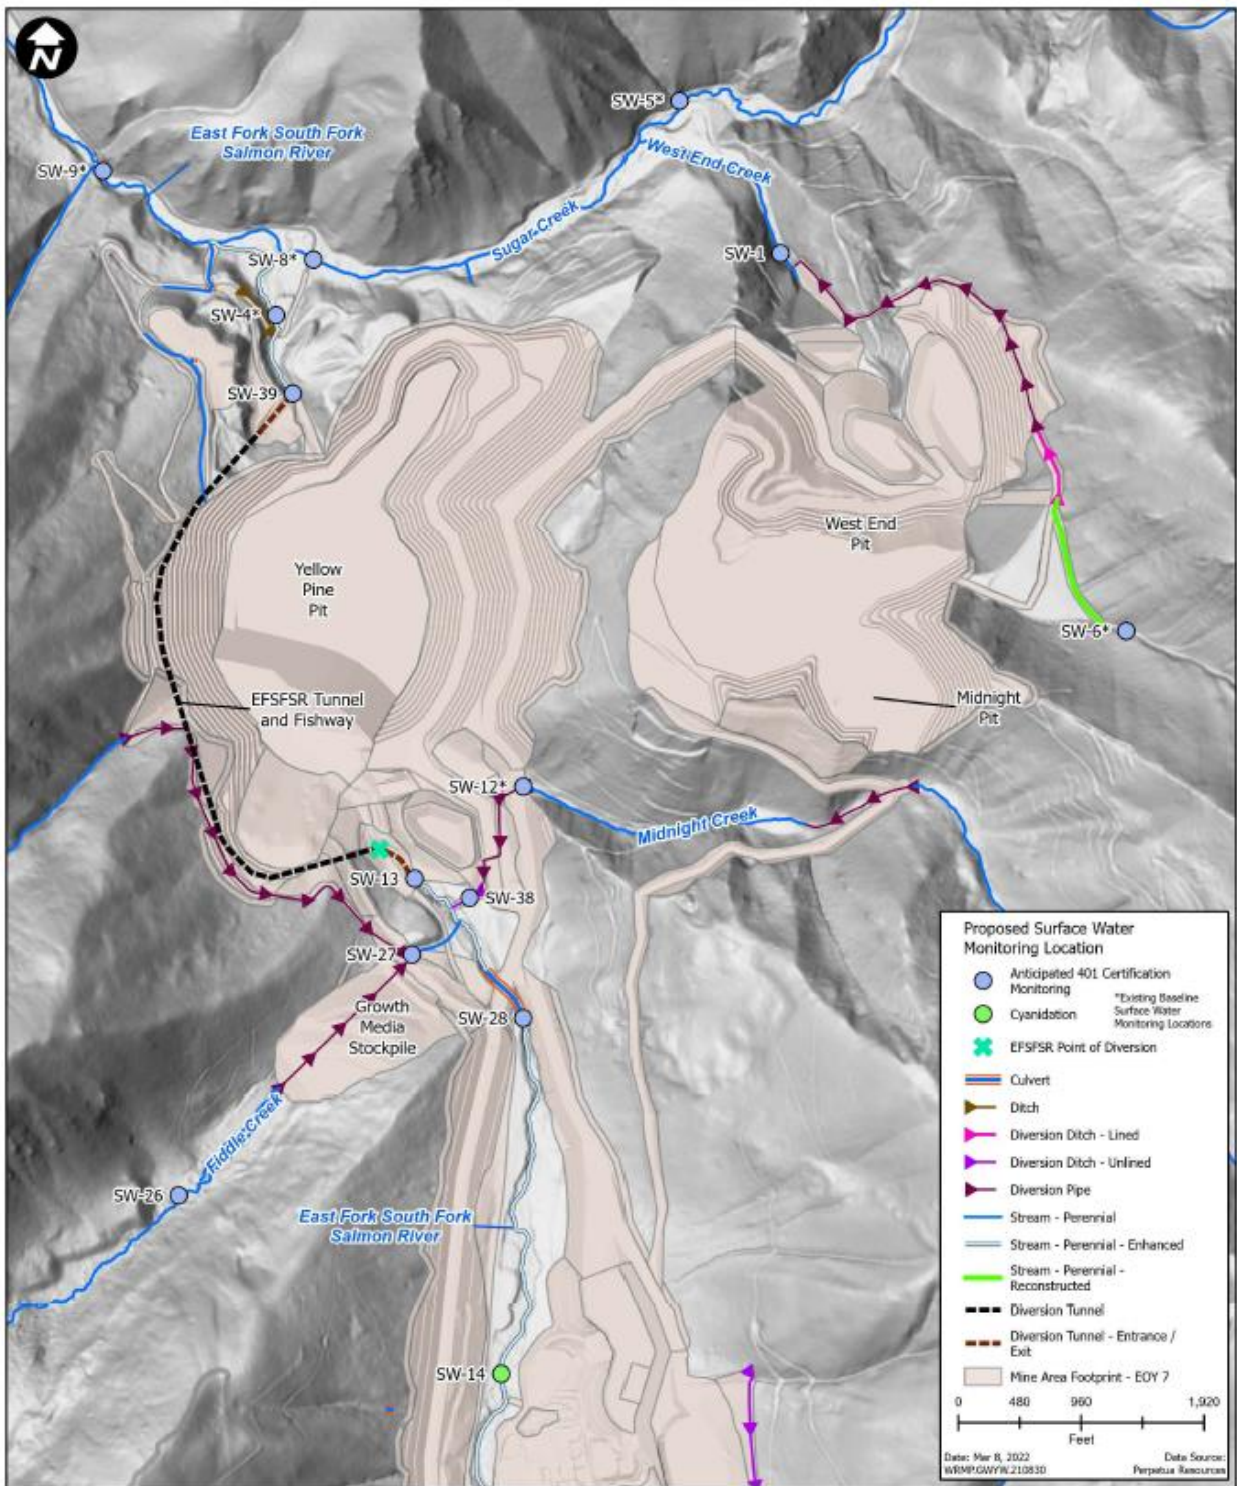 N
SW-5*
East Fork South Fork
Salmon River
West End Creek
SW-9*
Sugar Creek
SW-1
SW-8*
SW-4*
SW-39
West End
Pit
Yellow
Pine
Pit
SW-6*
EFSFSR Tunnel
and Fishway
Midnight
Pit
SW-12*
Midnight Creek
SW-13
SW-38
SW-27
Growth
Media
Stockpile
SW-28
Fiddle Creek
SW-26
East Fork South Fork
Salmon River
SW-14
Proposed Surface Water
Monitoring Location
Anticipated 401 Certification
Monitoring
*Existing Baseline
Surface Water
Monitoring Locations
Cyanidation
EFSFSR Point of Diversion
Culvert
Ditch
Diversion Ditch - Lined
Diversion Ditch - Unlined
Diversion Pipe
Stream - Perennial
Stream - Perennial - Enhanced
Stream - Perennial -
Reconstructed
Diversion Tunnel
Diversion Tunnel - Entrance /
Exit
Mine Area Footprint - EOY 7
0 480 960 1,920
Feet
Date: Mar 8, 2022
WRMP.GWYW.210830
Data Source:
Perpetua Resources